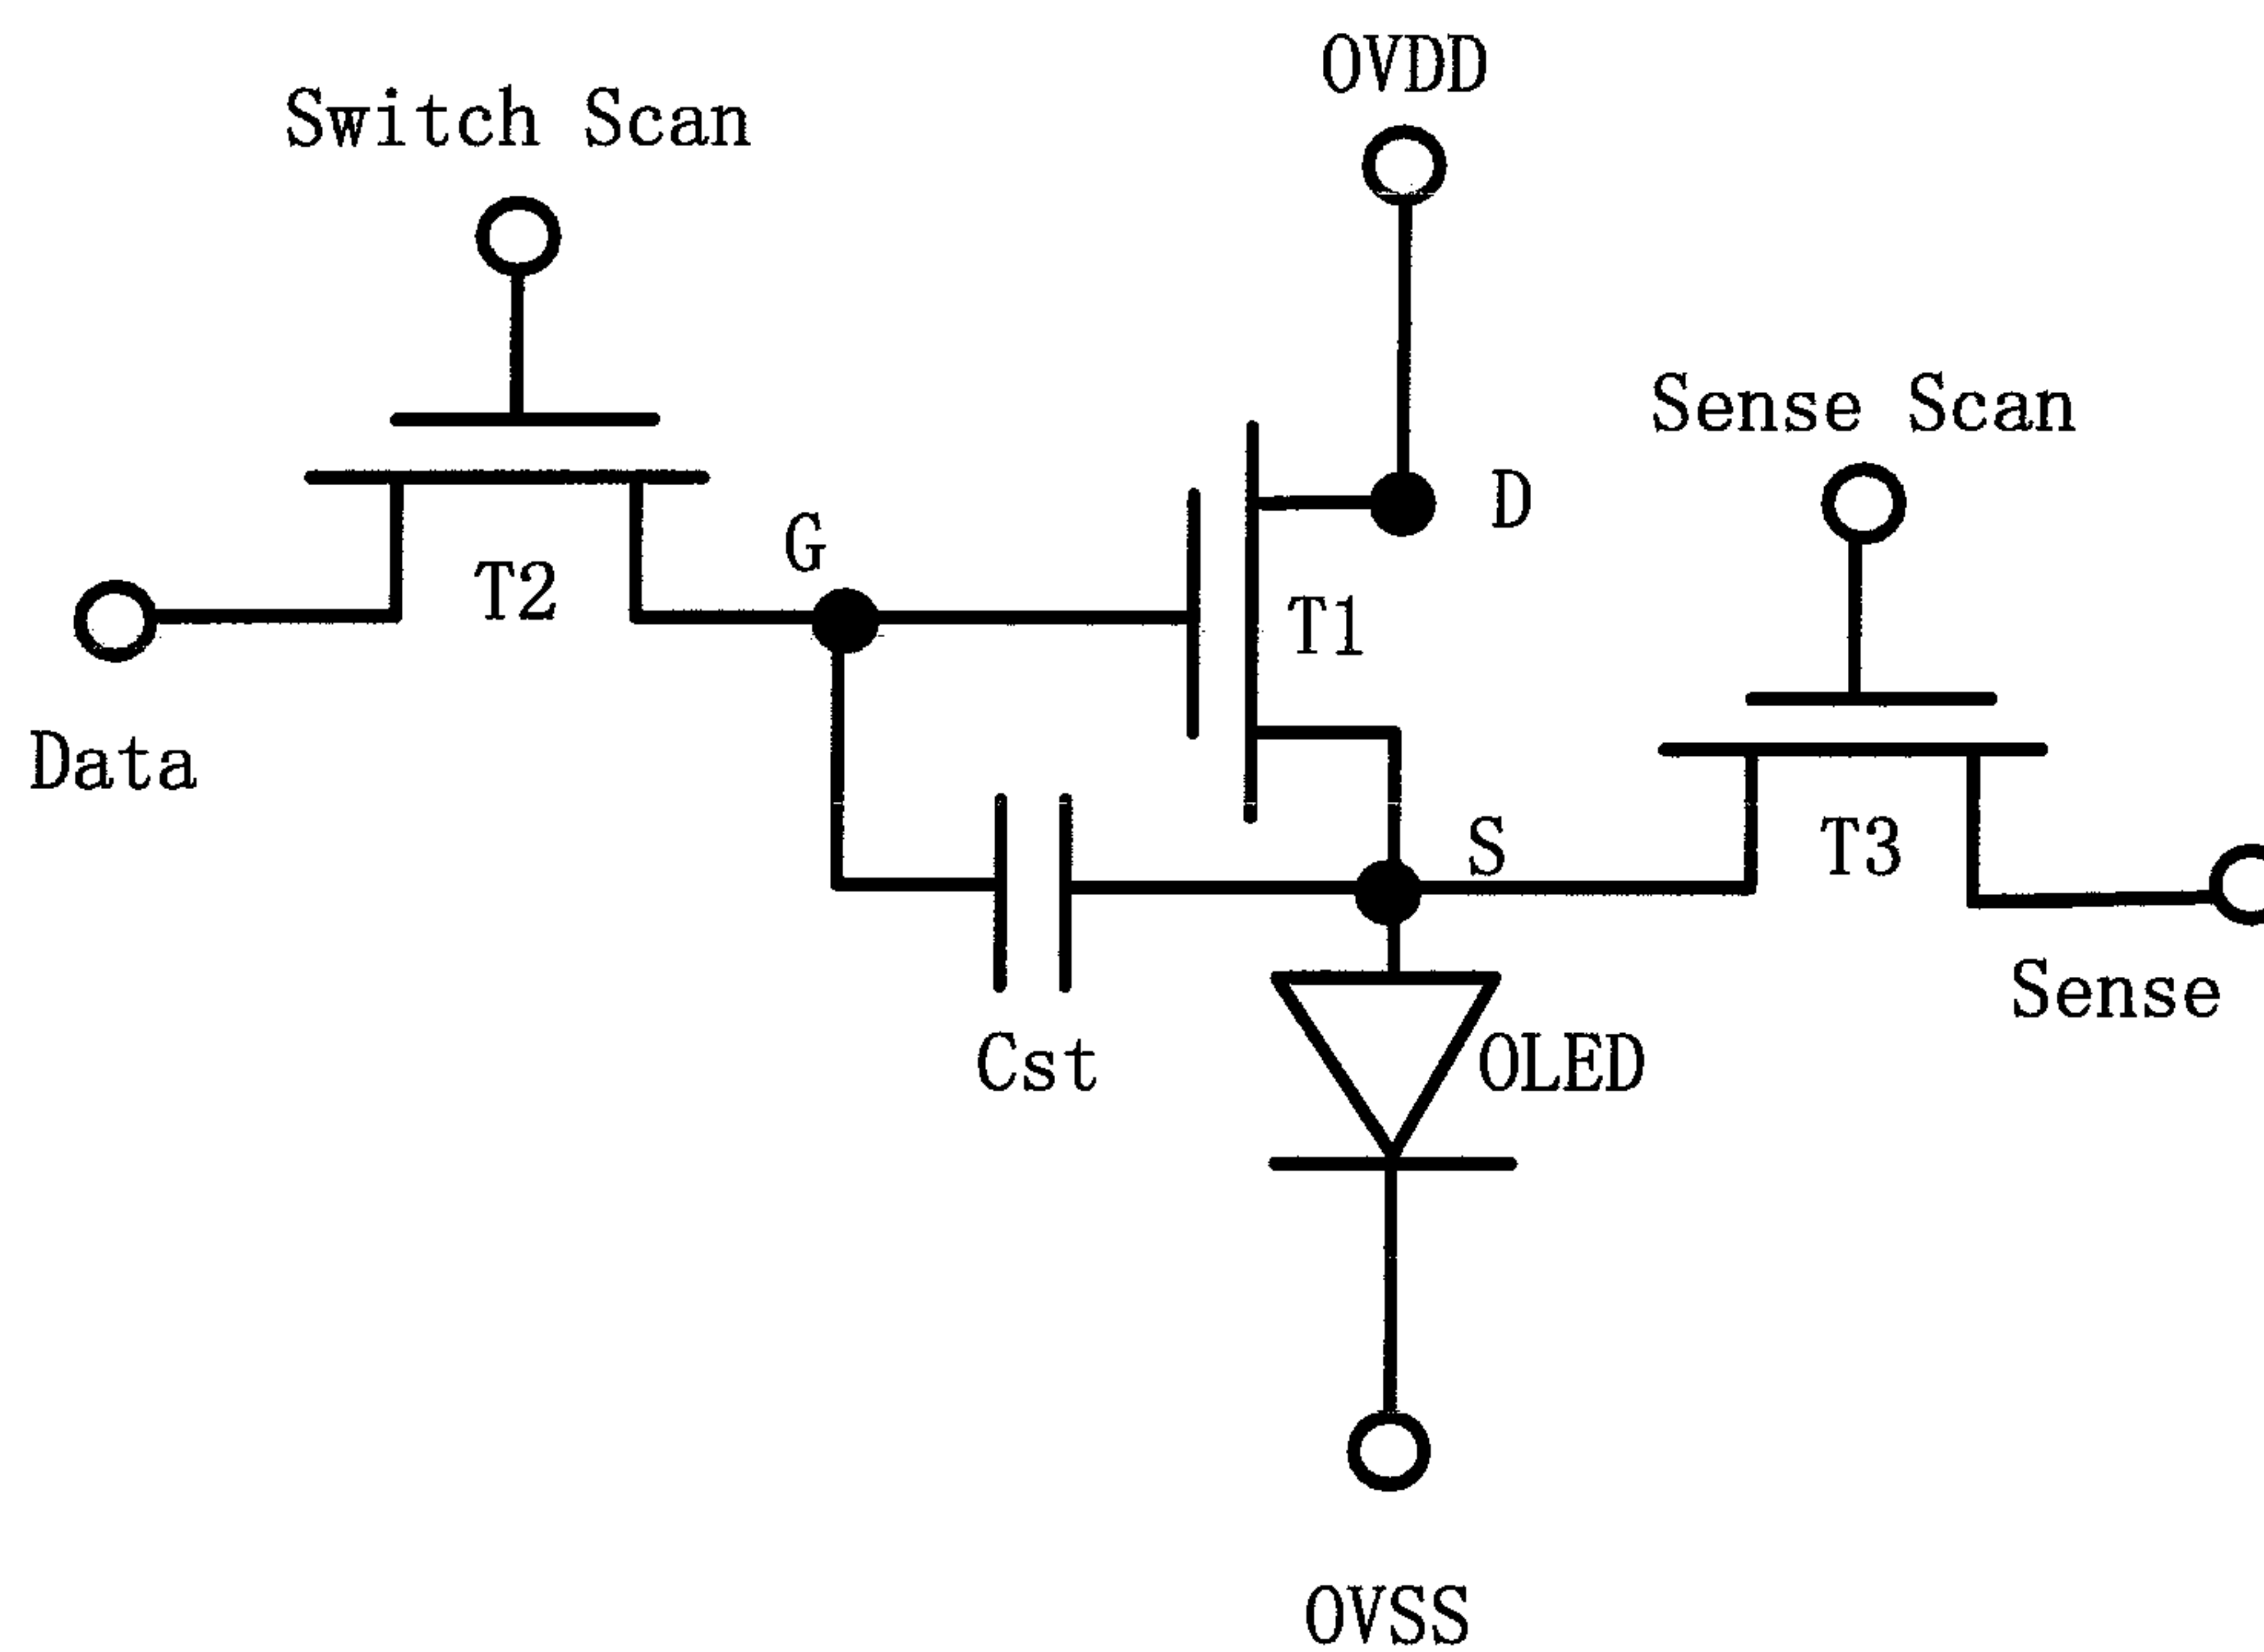 OVDD
Switch Scan
Sense Scan
D
G
T2
T1
Data
S
T3
Sense
Cst
OLED
OVSS